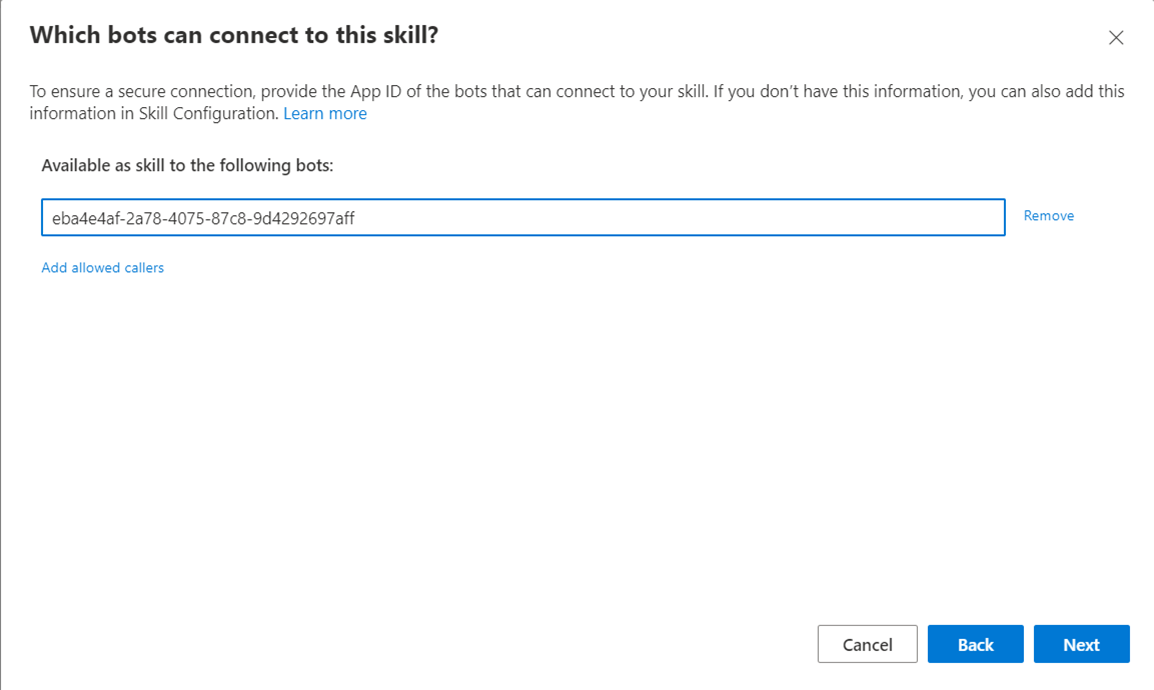 Which bots can connect to this skill?
To ensure a secure connection, provide the App ID of the bots that can connect to your skill. If you don’t have this information, you can also add this
information in Skill Configuration. Learn more
Available as skill to the following bots:
eba4e4af-2a78-4075-87c8-9d4292697aff
Remove
Add allowed callers
Cancel
Back
Next